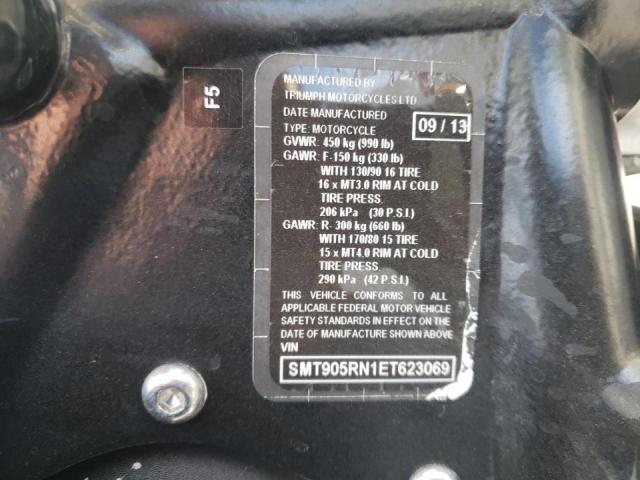 F5
MANUFACTURED BY
TRIUMPH MOTORCYCLES LTD
DATE MANUFACTURED 09 / 13
TYPE: MOTORCYCLE
GVWR: 450 kg (990 lb)
GAWR: F-150 kg (330 lb)
WITH 130/90 16 TIRE
16 x MT3.0 RIM AT COLD
TIRE PRESS.
206 kPa (30 P.S.I.)
GAWR: R- 300 kg (660 lb)
WITH 170/80 15 TIRE
15 x MT4.0 RIM AT COLD
TIRE PRESS.
290 kPa (42 P.S.I.)
THIS VEHICLE CONFORMS TO ALL
APPLICABLE FEDERAL MOTOR VEHICLE
SAFETY STANDARDS IN EFFECT ON THE
DATE OF MANUFACTURE SHOWN ABOVE
VIN
SMT905RN1ET623069